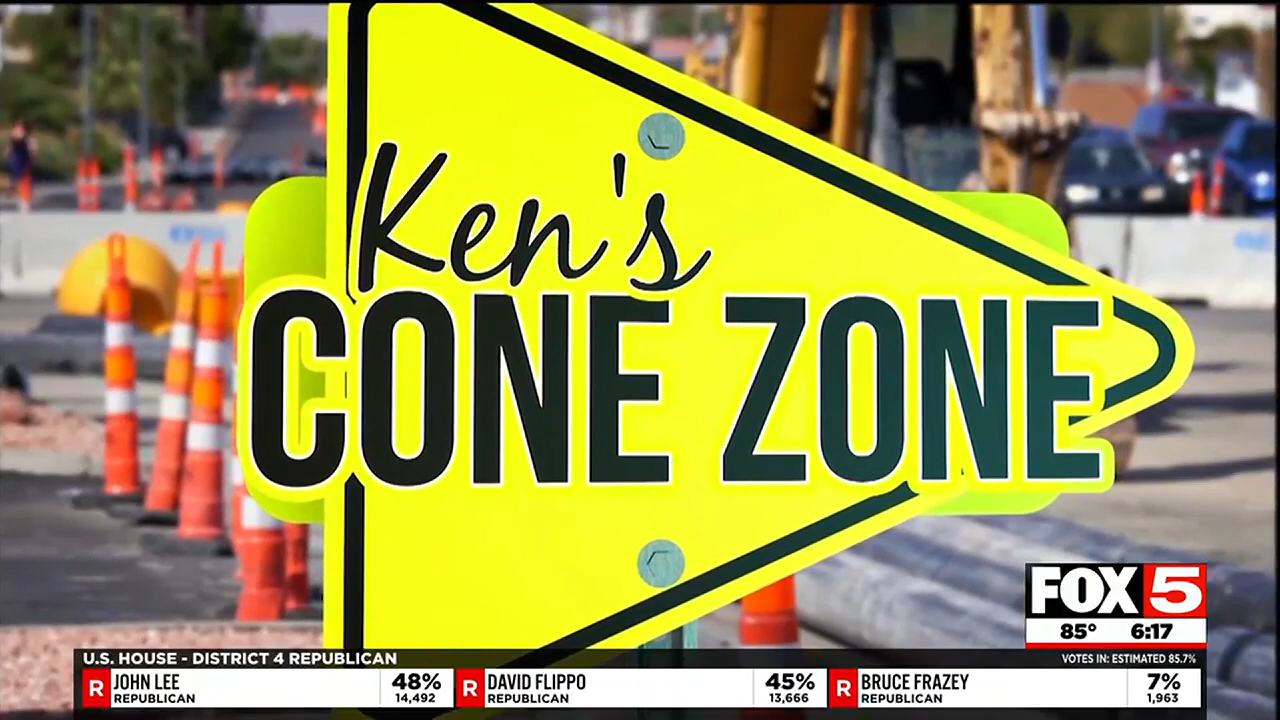 Ken's
CONE ZONE
FOX 5
85° 6:17
U.S. HOUSE - DISTRICT 4 REPUBLICAN
VOTES IN: ESTIMATED 85.7%
R JOHN LEE 48%
REPUBLICAN 14,492
R DAVID FLIPPO 45%
REPUBLICAN 13,666
R BRUCE FRAZEY 7%
REPUBLICAN 1,963